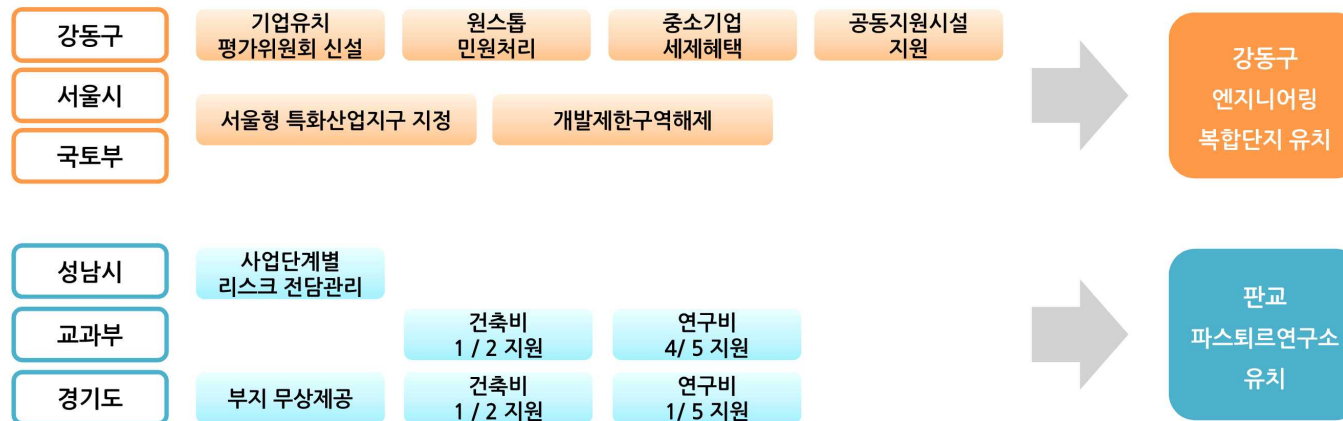 강동구
기업유치
평가위원회 신설
원스톱
민원처리
중소기업
세제혜택
공동지원시설
지원
서울시
국토부
서울형 특화산업지구 지정
개발제한구역해제
강동구
엔지니어링
복합단지 유치
성남시
사업단계별
리스크 전담관리
교과부
건축비
1 / 2 지원
연구비
4/ 5 지원
경기도
부지 무상제공
건축비
1 / 2 지원
연구비
1/ 5 지원
판교
파스퇴르연구소
유치